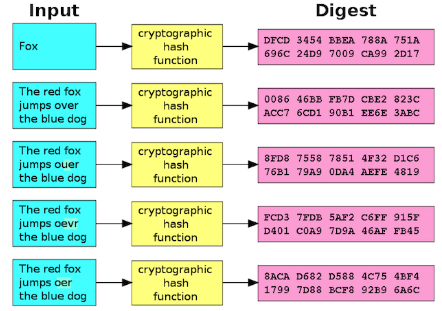 Input
Digest
Fox
cryptographic
hash
function
DFCD 3454 BBEA 788A 751A
696C 24D9 7009 CA99 2D17
The red fox
jumps over
the blue dog
cryptographic
hash
function
0086 46BB FB7D CBE2 823C
ACC7 6CD1 90B1 EE6E 3ABC
The red fox
jumps ouer
the blue dog
cryptographic
hash
function
8FD8 7558 7851 4F32 D1C6
76B1 79A9 0DA4 AEFE 4819
The red fox
jumps oevr
the blue dog
cryptographic
hash
function
FCD3 7FDB 5AF2 C6FF 915F
D401 C0A9 7D9A 46AF FB45
The red fox
jumps oer
the blue dog
cryptographic
hash
function
8ACA D682 D588 4C75 4BF4
1799 7D88 BCF8 92B9 6A6C